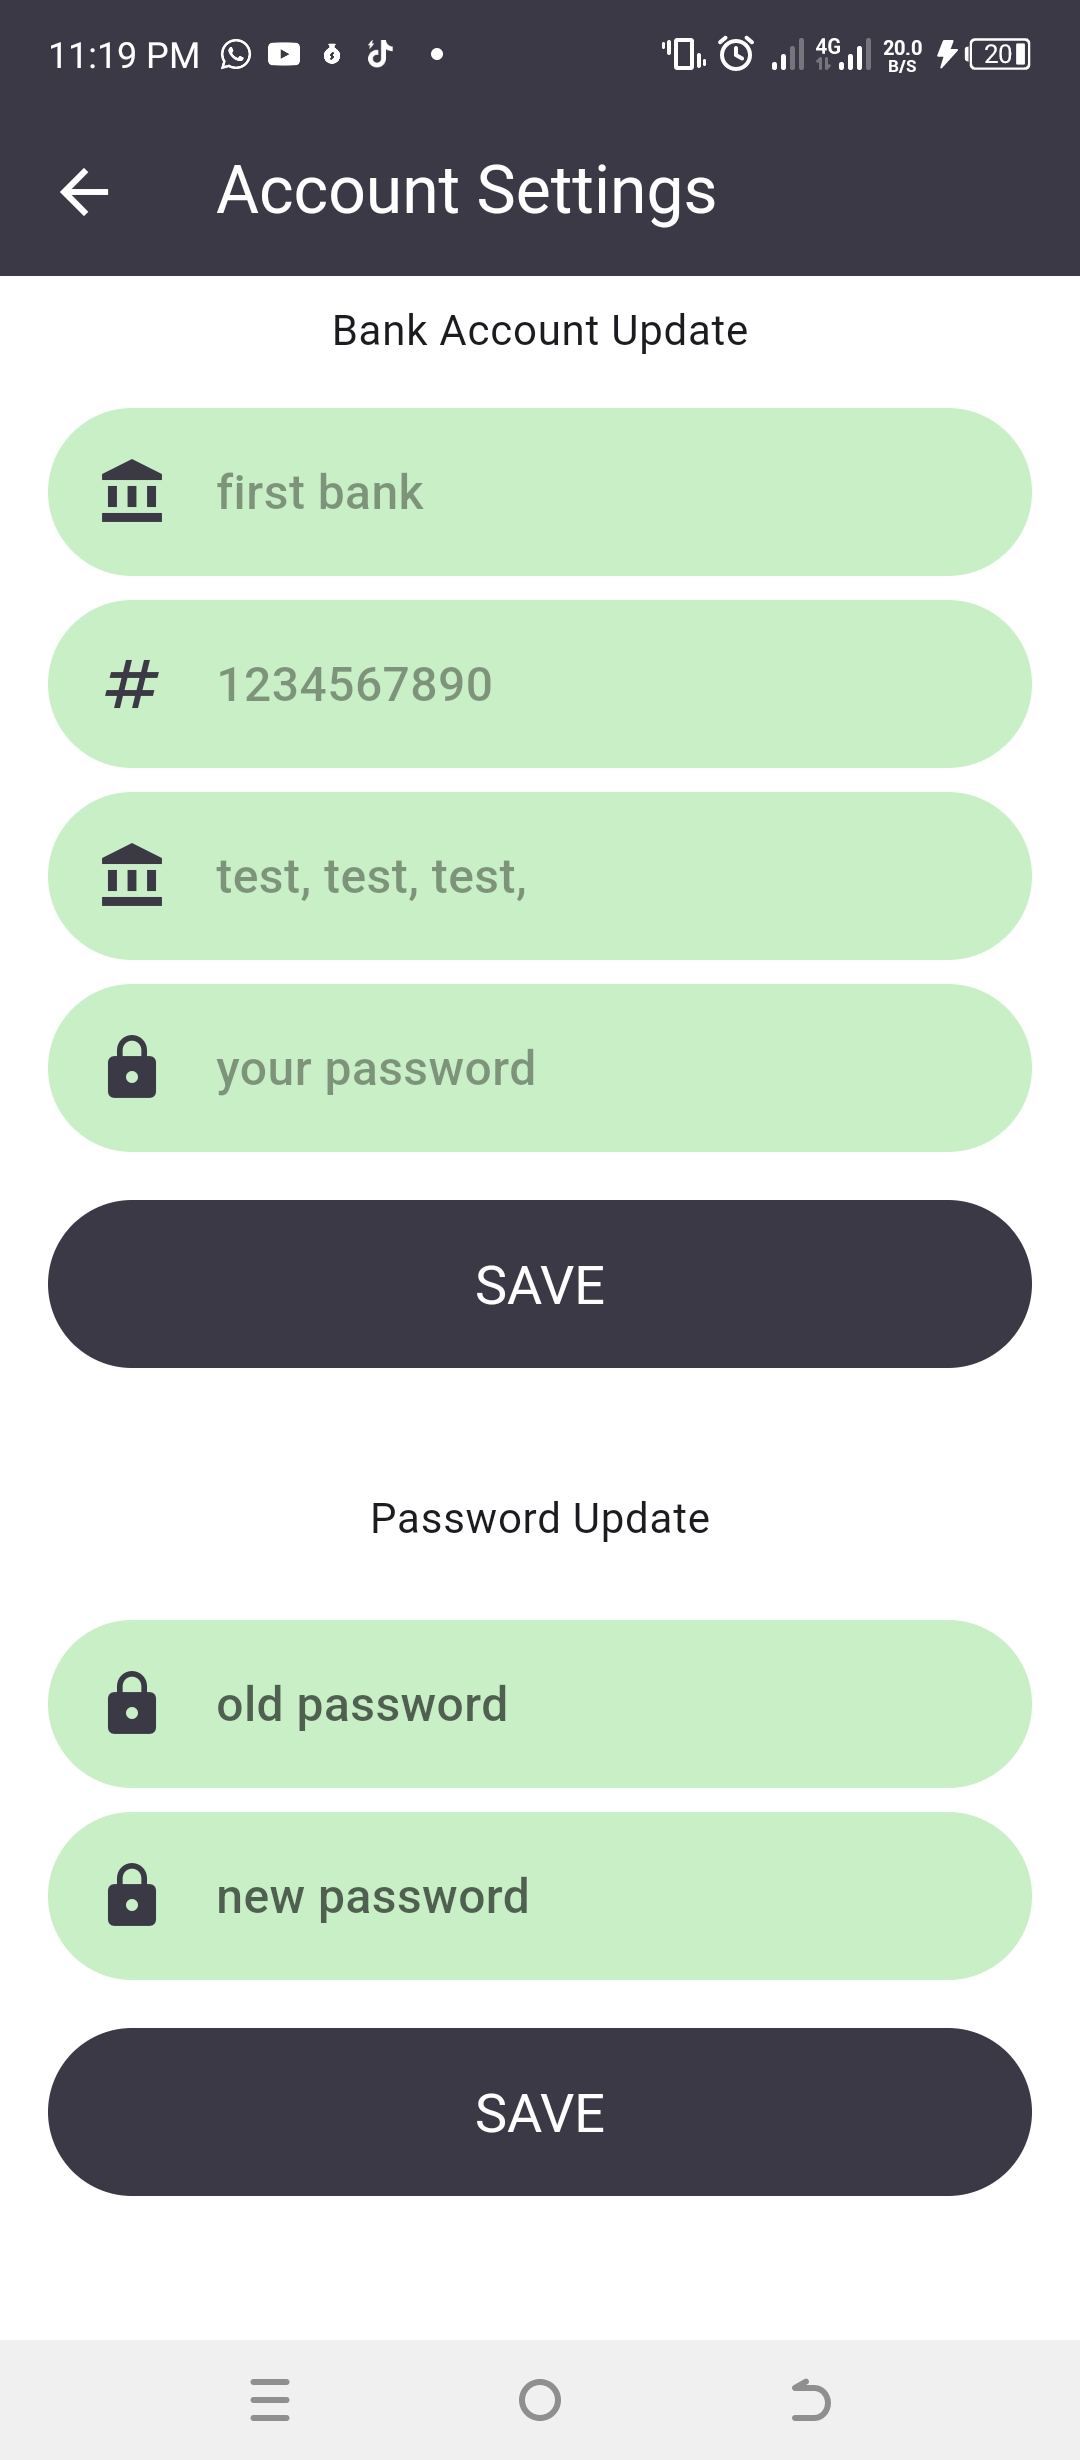 11:19 PM 4G 20.0 B/S 20
Account Settings
Bank Account Update
first bank
# 1234567890
test, test, test,
your password
SAVE
Password Update
old password
new password
SAVE